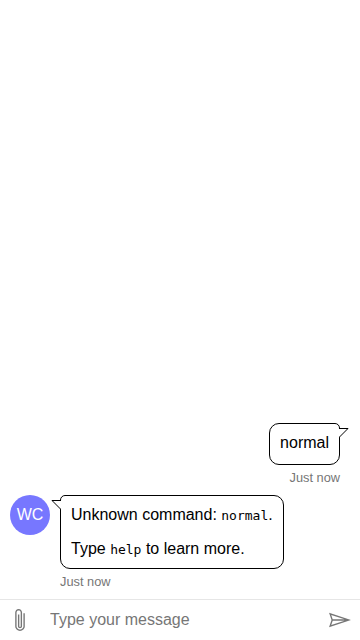 normal
Just now
WC
Unknown command: normal.
Type help to learn more.
Just now
Type your message